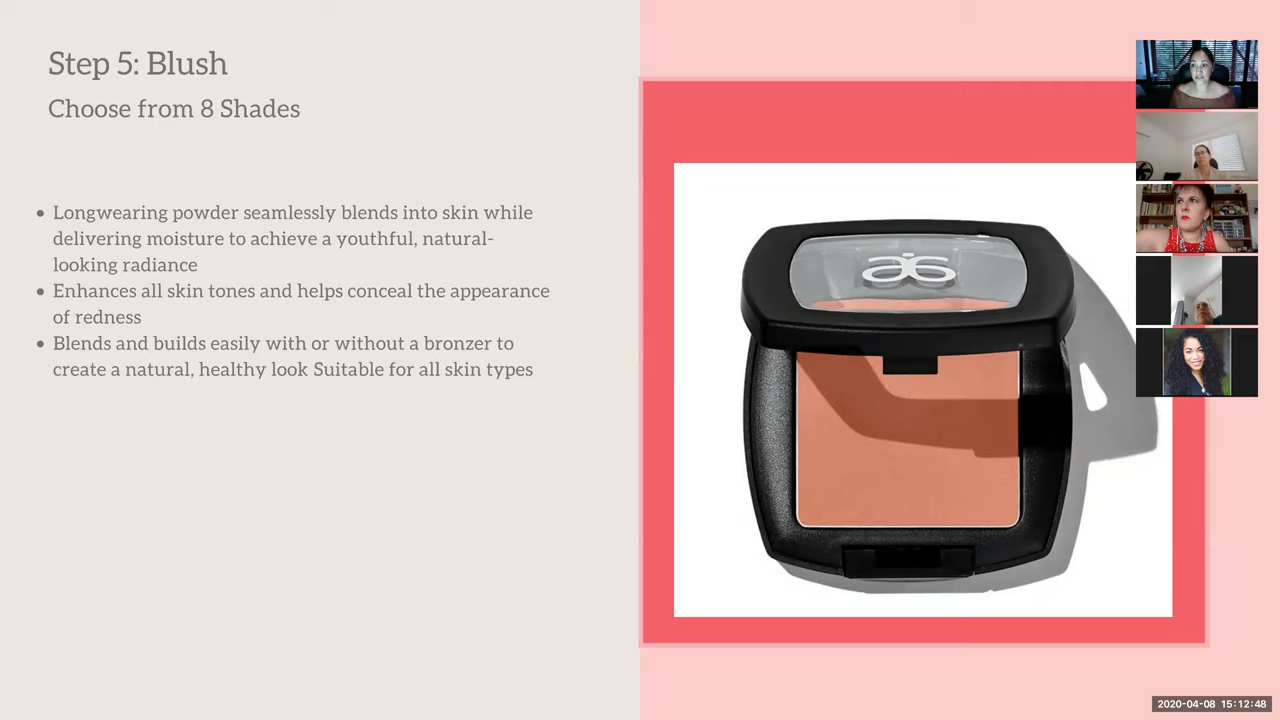 Step 5: Blush
Choose from 8 Shades
• Longwearing powder seamlessly blends into skin while
delivering moisture to achieve a youthful, natural-
looking radiance
• Enhances all skin tones and helps conceal the appearance
of redness
• Blends and builds easily with or without a bronzer to
create a natural, healthy look Suitable for all skin types
2020-04-08 15:12:48